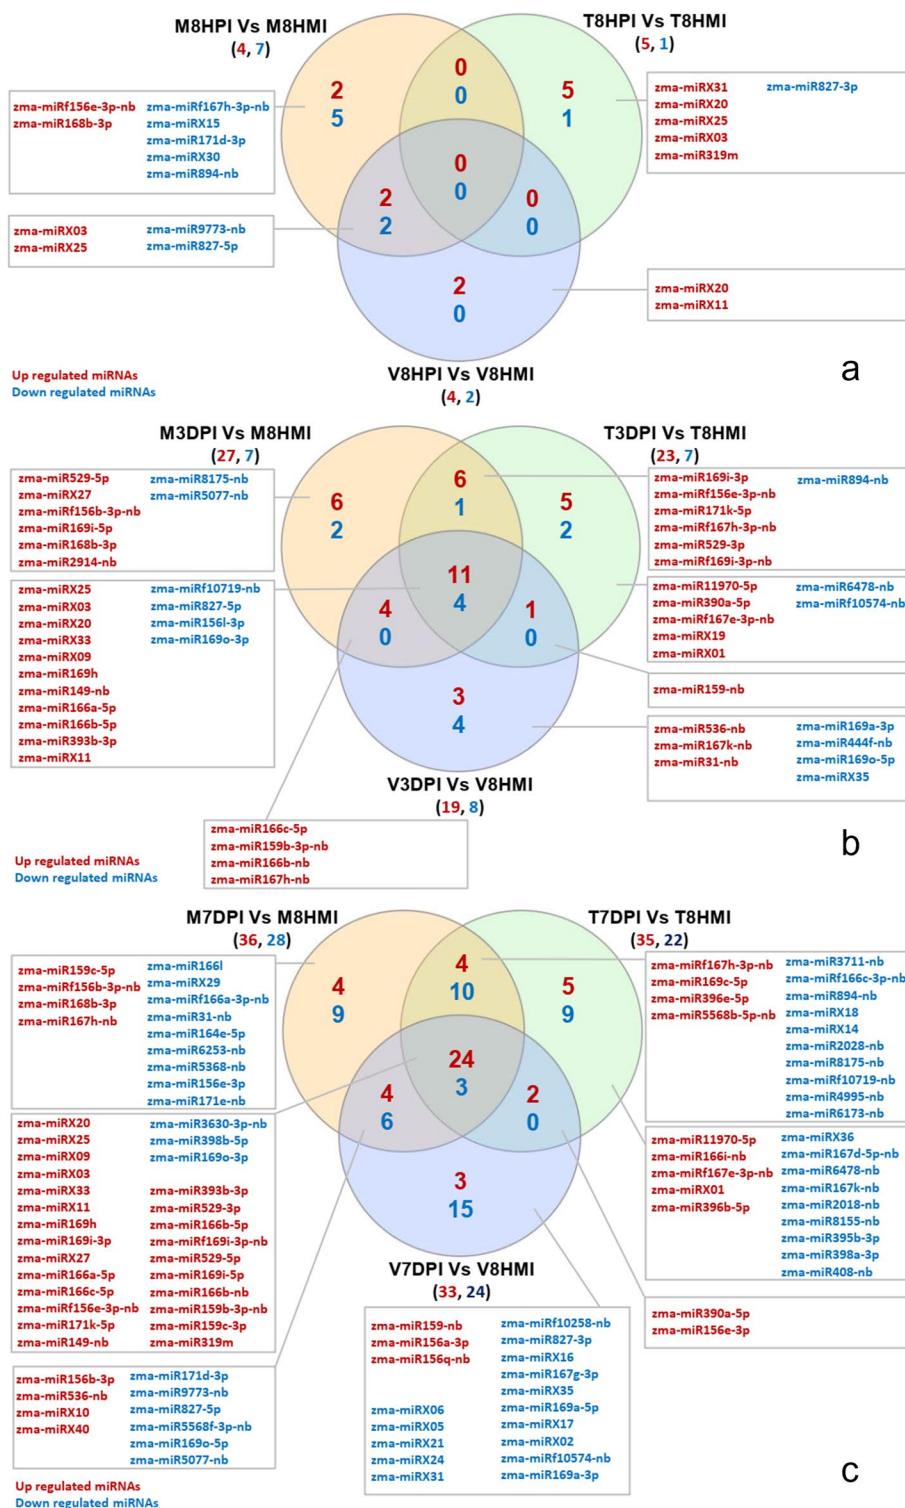 M8HPI Vs M8HMI
(4, 7)
T8HPI Vs T8HMI
(5, 1)
zma-miRf156e-3p-nb
zma-miR168b-3p
zma-miRf167h-3p-nb
zma-miRX15
zma-miR171d-3p
zma-miRX30
zma-miR894-nb
2
5
0
0
5
1
zma-miRX31
zma-miRX20
zma-miRX25
zma-miRX03
zma-miR319m
zma-miR827-3p
0
0
2
2
0
0
zma-miRX03
zma-miRX25
zma-miR9773-nb
zma-miR827-5p
2
0
zma-miRX20
zma-miRX11
V8HPI Vs V8HMI
(4, 2)
Up regulated miRNAs
Down regulated miRNAs
a
M3DPI Vs M8HMI
(27, 7)
T3DPI Vs T8HMI
(23, 7)
zma-miR529-5p
zma-miRX27
zma-miRf156b-3p-nb
zma-miR169i-5p
zma-miR168b-3p
zma-miR2914-nb
zma-miR8175-nb
zma-miR5077-nb
6
2
6
1
5
2
zma-miR169i-3p
zma-miRf156e-3p-nb
zma-miR171k-5p
zma-miRf167h-3p-nb
zma-miR529-3p
zma-miRf169i-3p-nb
zma-miR894-nb
zma-miRX25
zma-miRX03
zma-miRX20
zma-miRX33
zma-miRX09
zma-miR169h
zma-miR149-nb
zma-miR166a-5p
zma-miR166b-5p
zma-miR393b-3p
zma-miRX11
zma-miRf10719-nb
zma-miR827-5p
zma-miR156l-3p
zma-miR169o-3p
11
4
4
0
1
0
zma-miR11970-5p
zma-miR390a-5p
zma-miRf167e-3p-nb
zma-miRX19
zma-miRX01
zma-miR6478-nb
zma-miRf10574-nb
zma-miR159-nb
3
4
zma-miR536-nb
zma-miR167k-nb
zma-miR31-nb
zma-miR169a-3p
zma-miR444f-nb
zma-miR169o-5p
zma-miRX35
V3DPI Vs V8HMI
(19, 8)
zma-miR166c-5p
zma-miR159b-3p-nb
zma-miR166b-nb
zma-miR167h-nb
Up regulated miRNAs
Down regulated miRNAs
b
M7DPI Vs M8HMI
(36, 28)
T7DPI Vs T8HMI
(35, 22)
zma-miR159c-5p
zma-miRf156b-3p-nb
zma-miR168b-3p
zma-miR167h-nb
zma-miR166l
zma-miRX29
zma-miRf166a-3p-nb
zma-miR31-nb
zma-miR164e-5p
zma-miR6253-nb
zma-miR5368-nb
zma-miR156e-3p
zma-miR171e-nb
4
9
4
10
5
9
zma-miRf167h-3p-nb
zma-miR169c-5p
zma-miR396e-5p
zma-miR5568b-5p-nb
zma-miR3711-nb
zma-miRf166c-3p-nb
zma-miR894-nb
zma-miRX18
zma-miRX14
zma-miR2028-nb
zma-miR8175-nb
zma-miRf10719-nb
zma-miR4995-nb
zma-miR6173-nb
24
3
4
6
2
0
zma-miRX20
zma-miRX25
zma-miRX09
zma-miRX03
zma-miRX33
zma-miRX11
zma-miR169h
zma-miR169i-3p
zma-miRX27
zma-miR166a-5p
zma-miR166c-5p
zma-miRf156e-3p-nb
zma-miR171k-5p
zma-miR149-nb
zma-miR3630-3p-nb
zma-miR398b-5p
zma-miR169o-3p
zma-miR393b-3p
zma-miR529-3p
zma-miR166b-5p
zma-miRf169i-3p-nb
zma-miR529-5p
zma-miR169i-5p
zma-miR166b-nb
zma-miR159b-3p-nb
zma-miR159c-3p
zma-miR319m
zma-miR11970-5p
zma-miR166i-nb
zma-miRf167e-3p-nb
zma-miRX01
zma-miR396b-5p
zma-miRX36
zma-miR167d-5p-nb
zma-miR6478-nb
zma-miR167k-nb
zma-miR2018-nb
zma-miR8155-nb
zma-miR395b-3p
zma-miR398a-3p
zma-miR408-nb
3
15
V7DPI Vs V8HMI
(33, 24)
zma-miR390a-5p
zma-miR156e-3p
zma-miR156b-3p
zma-miR536-nb
zma-miRX10
zma-miRX40
zma-miR171d-3p
zma-miR9773-nb
zma-miR827-5p
zma-miR5568f-3p-nb
zma-miR169o-5p
zma-miR5077-nb
zma-miR159-nb
zma-miR156a-3p
zma-miR156q-nb
zma-miRX06
zma-miRX05
zma-miRX21
zma-miRX24
zma-miRX31
zma-miRf10258-nb
zma-miR827-3p
zma-miRX16
zma-miR167g-3p
zma-miRX35
zma-miR169a-5p
zma-miRX17
zma-miRX02
zma-miRf10574-nb
zma-miR169a-3p
Up regulated miRNAs
Down regulated miRNAs
c